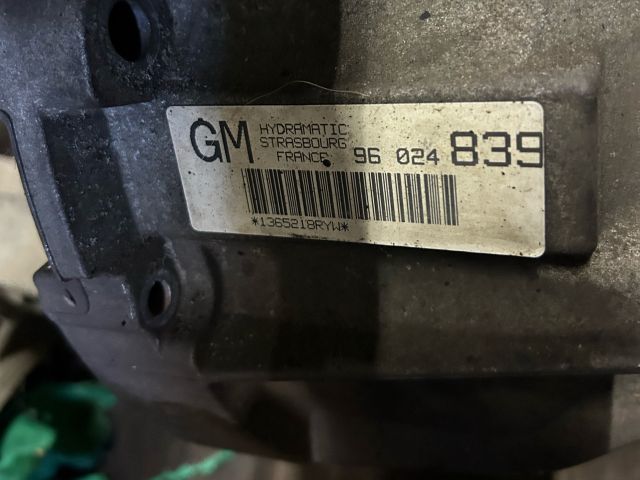 GM HYDRAMATIC
STRASBOURG
FRANCE 96 024 839
*1365218RYW*